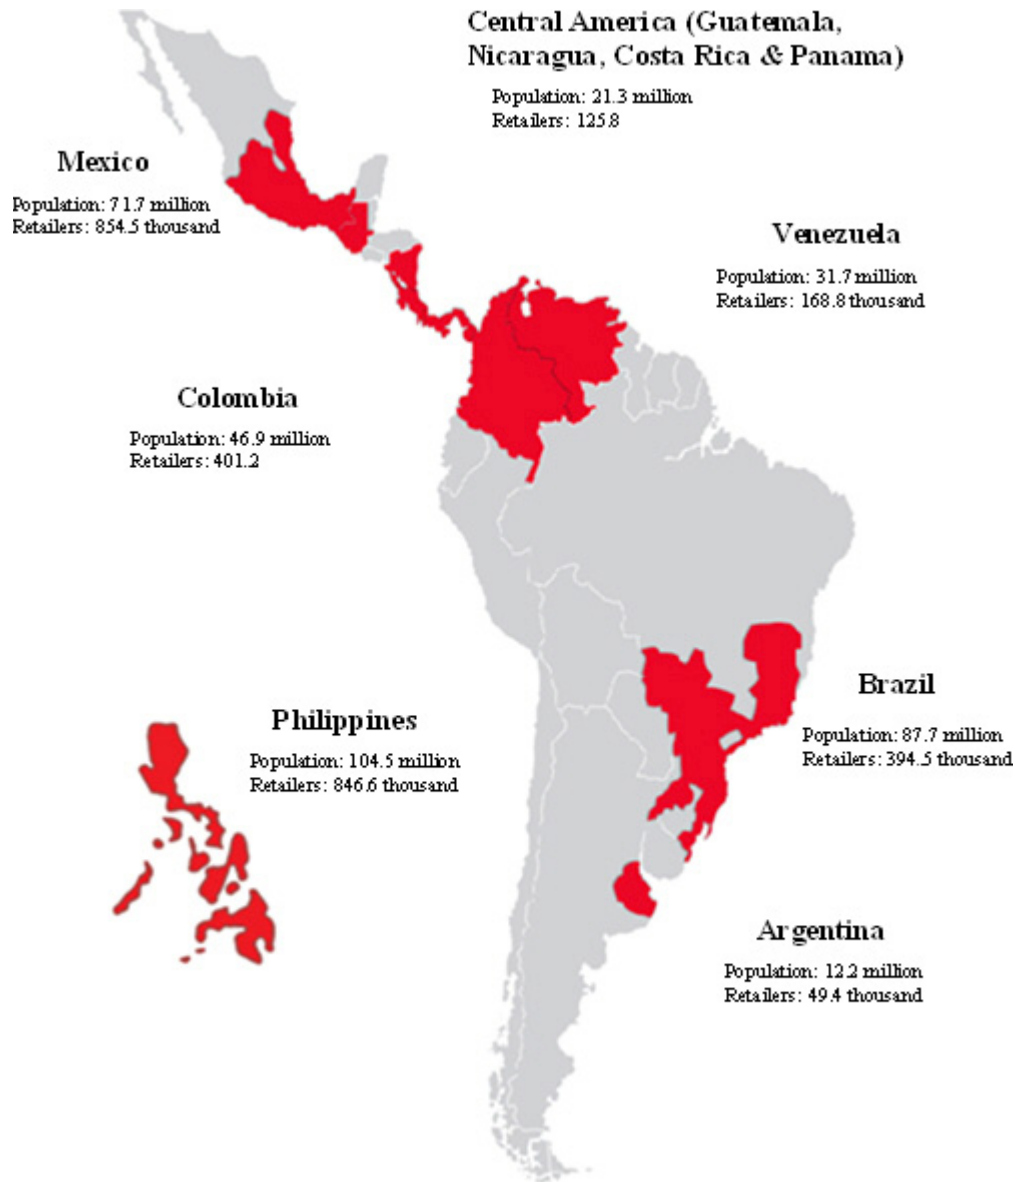 Central America (Guatemala,
Nicaragua, Costa Rica & Panama)
Population: 21.3 million
Retailers: 125.8
Mexico
Population: 71.7 million
Retailers: 854.5 thousand
Venezuela
Population: 31.7 million
Retailers: 168.8 thousand
Colombia
Population: 46.9 million
Retailers: 401.2
Brazil
Population: 87.7 million
Retailers: 394.5 thousand
Philippines
Population: 104.5 million
Retailers: 846.6 thousand
Argentina
Population: 12.2 million
Retailers: 49.4 thousand